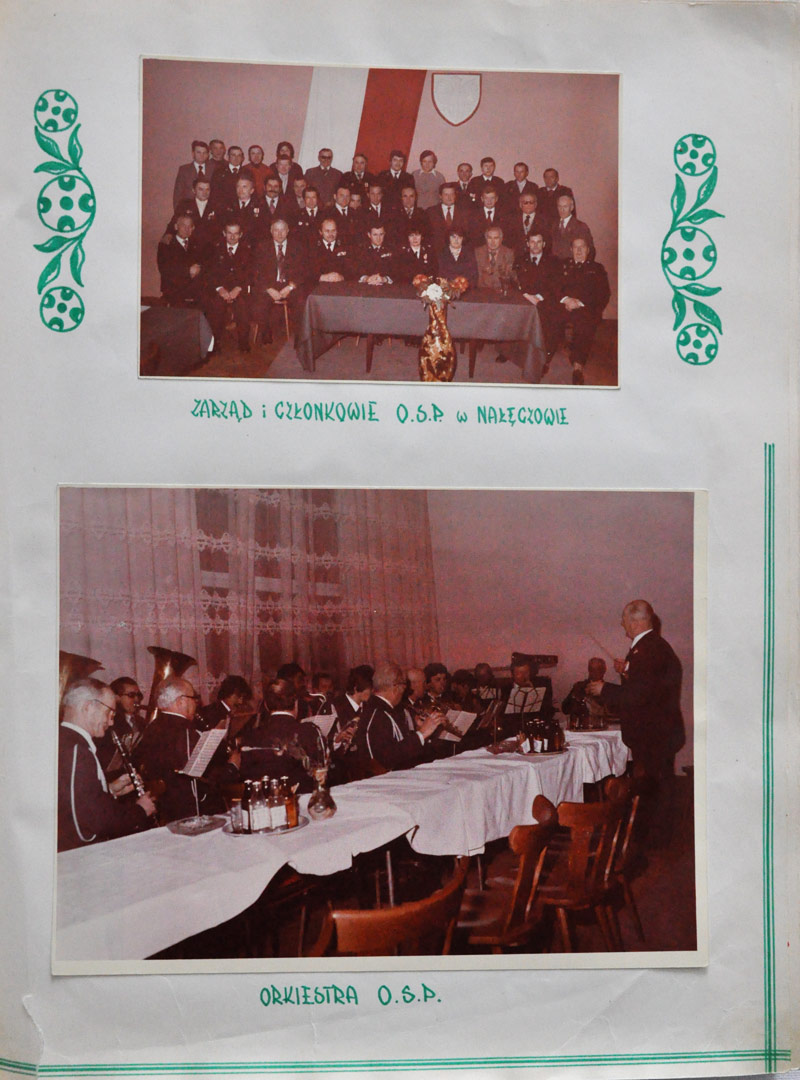 ZARZĄD i CZŁONKOWIE O.S.P. w NAŁĘCZOWIE
ORKIESTRA O.S.P.